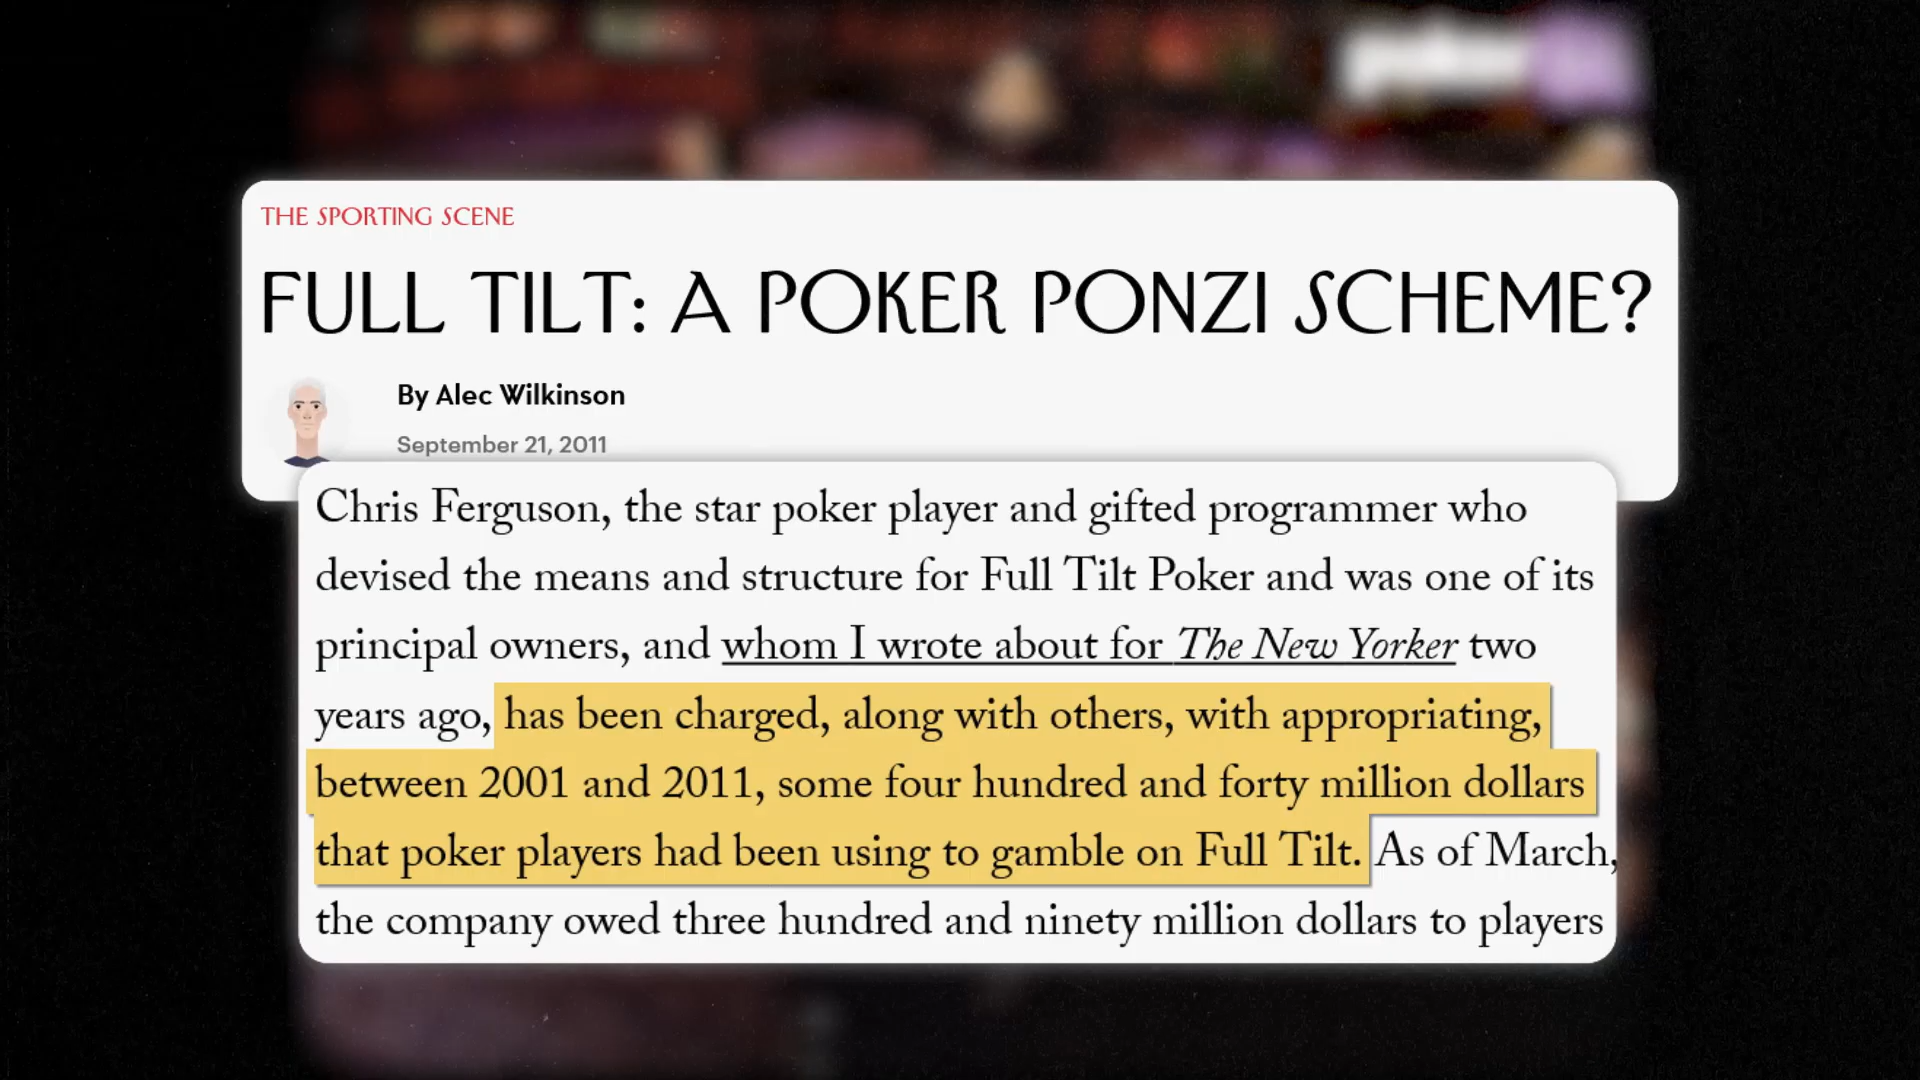 THE SPORTING SCENE
FULL TILT: A POKER PONZI SCHEME?
By Alec Wilkinson
September 21, 2011
Chris Ferguson, the star poker player and gifted programmer who
devised the means and structure for Full Tilt Poker and was one of its
principal owners, and whom I wrote about for The New Yorker two
years ago, has been charged, along with others, with appropriating,
between 2001 and 2011, some four hundred and forty million dollars
that poker players had been using to gamble on Full Tilt. As of March,
the company owed three hundred and ninety million dollars to players